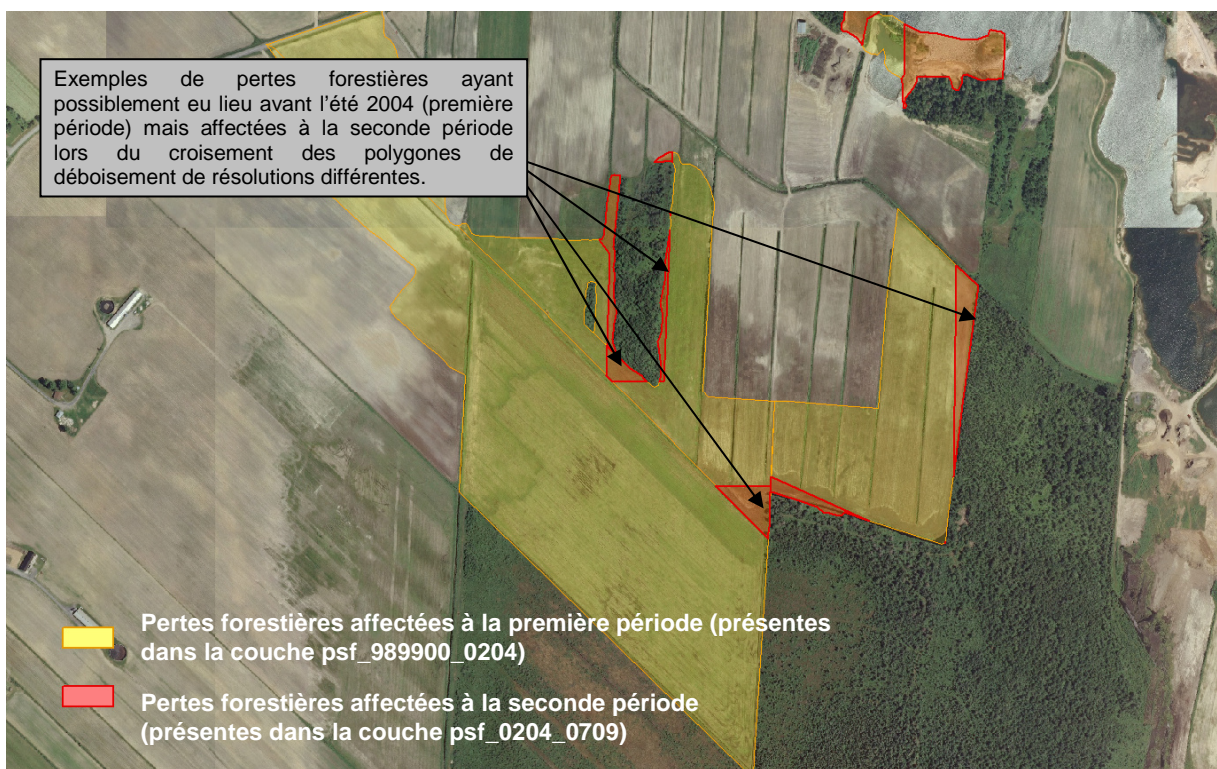 Exemples de pertes forestières ayant
possiblement eu lieu avant l'été 2004 (première
période) mais affectées à la seconde période
lors du croisement des polygones de
déboisement de résolutions différentes.
Pertes forestières affectées à la première période (présentes
dans la couche psf_989900_0204)
Pertes forestières affectées à la seconde période
(présentes dans la couche psf_0204_0709)